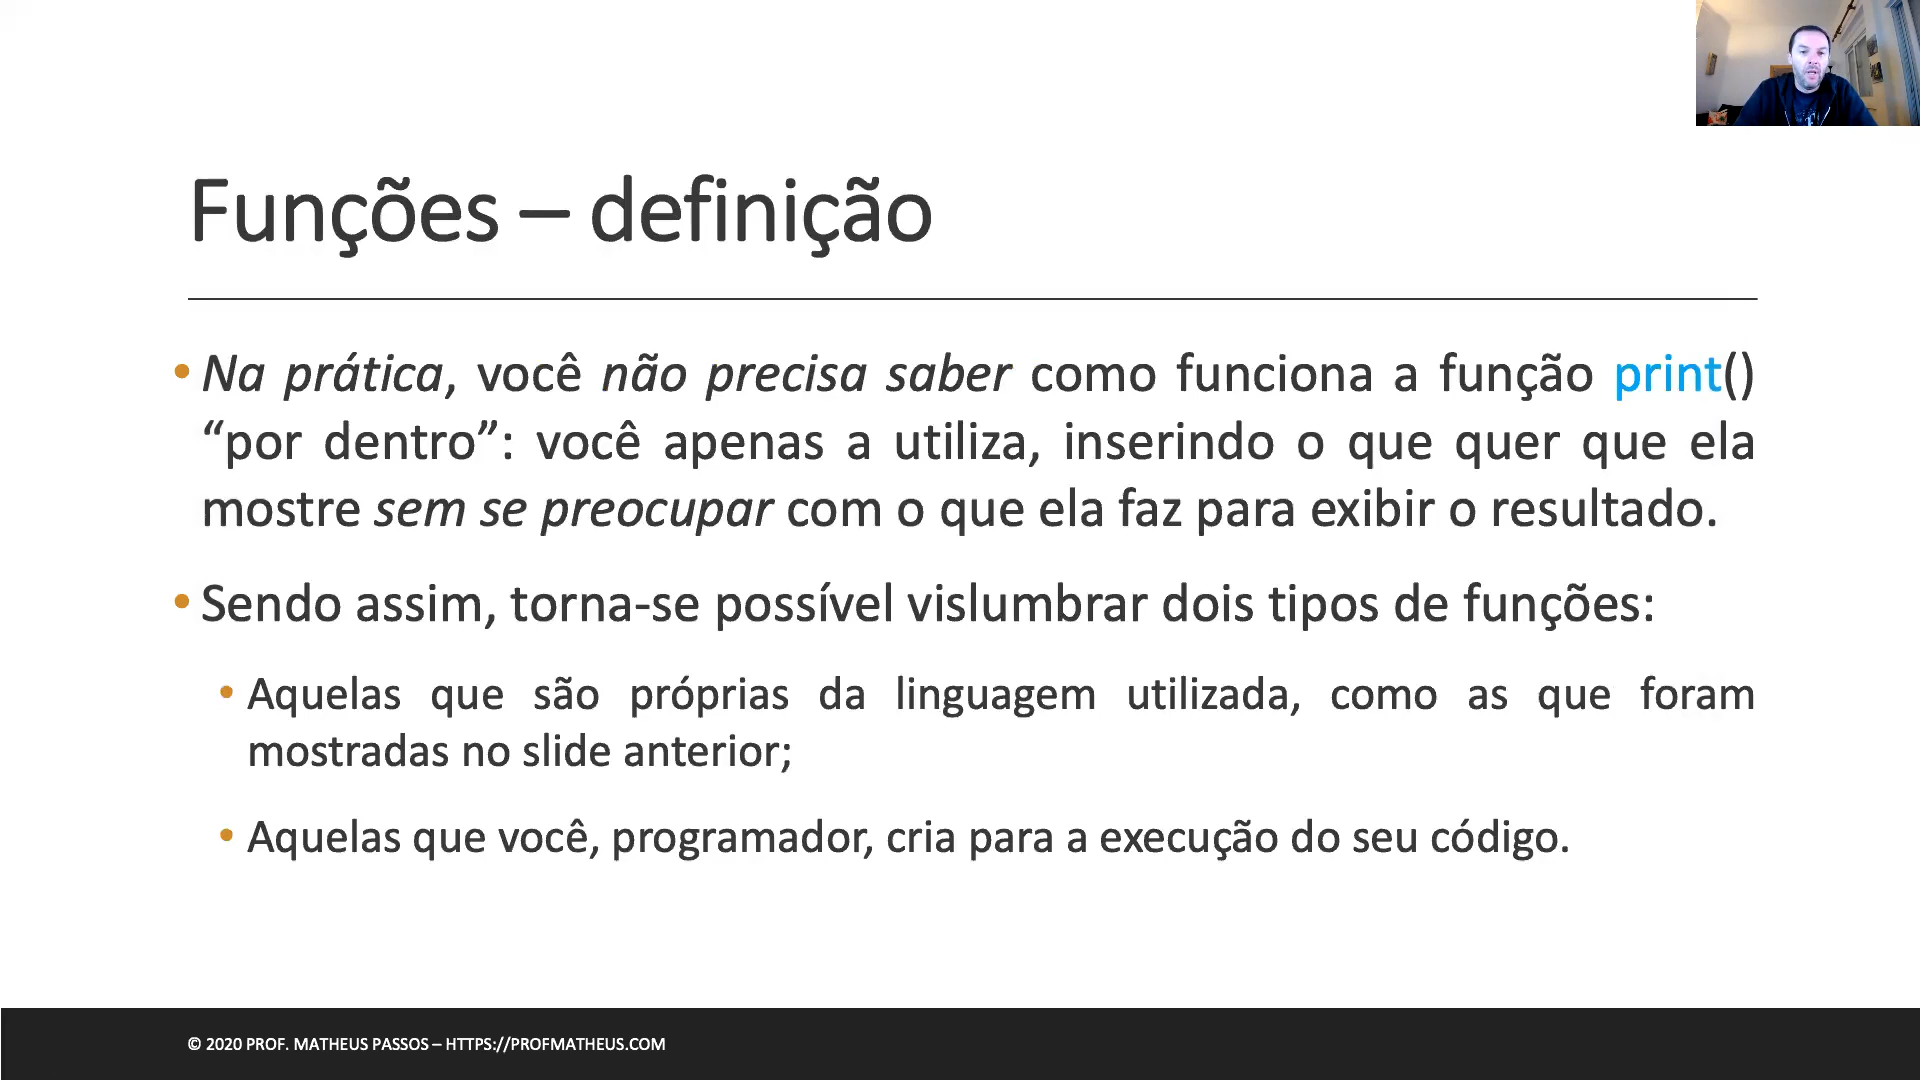 Funções – definição
• Na prática, você não precisa saber como funciona a função print()
“por dentro”: você apenas a utiliza, inserindo o que quer que ela
mostre sem se preocupar com o que ela faz para exibir o resultado.
• Sendo assim, torna-se possível vislumbrar dois tipos de funções:
• Aquelas que são próprias da linguagem utilizada, como as que foram
mostradas no slide anterior;
• Aquelas que você, programador, cria para a execução do seu código.
© 2020 PROF. MATHEUS PASSOS – HTTPS://PROFMATHEUS.COM